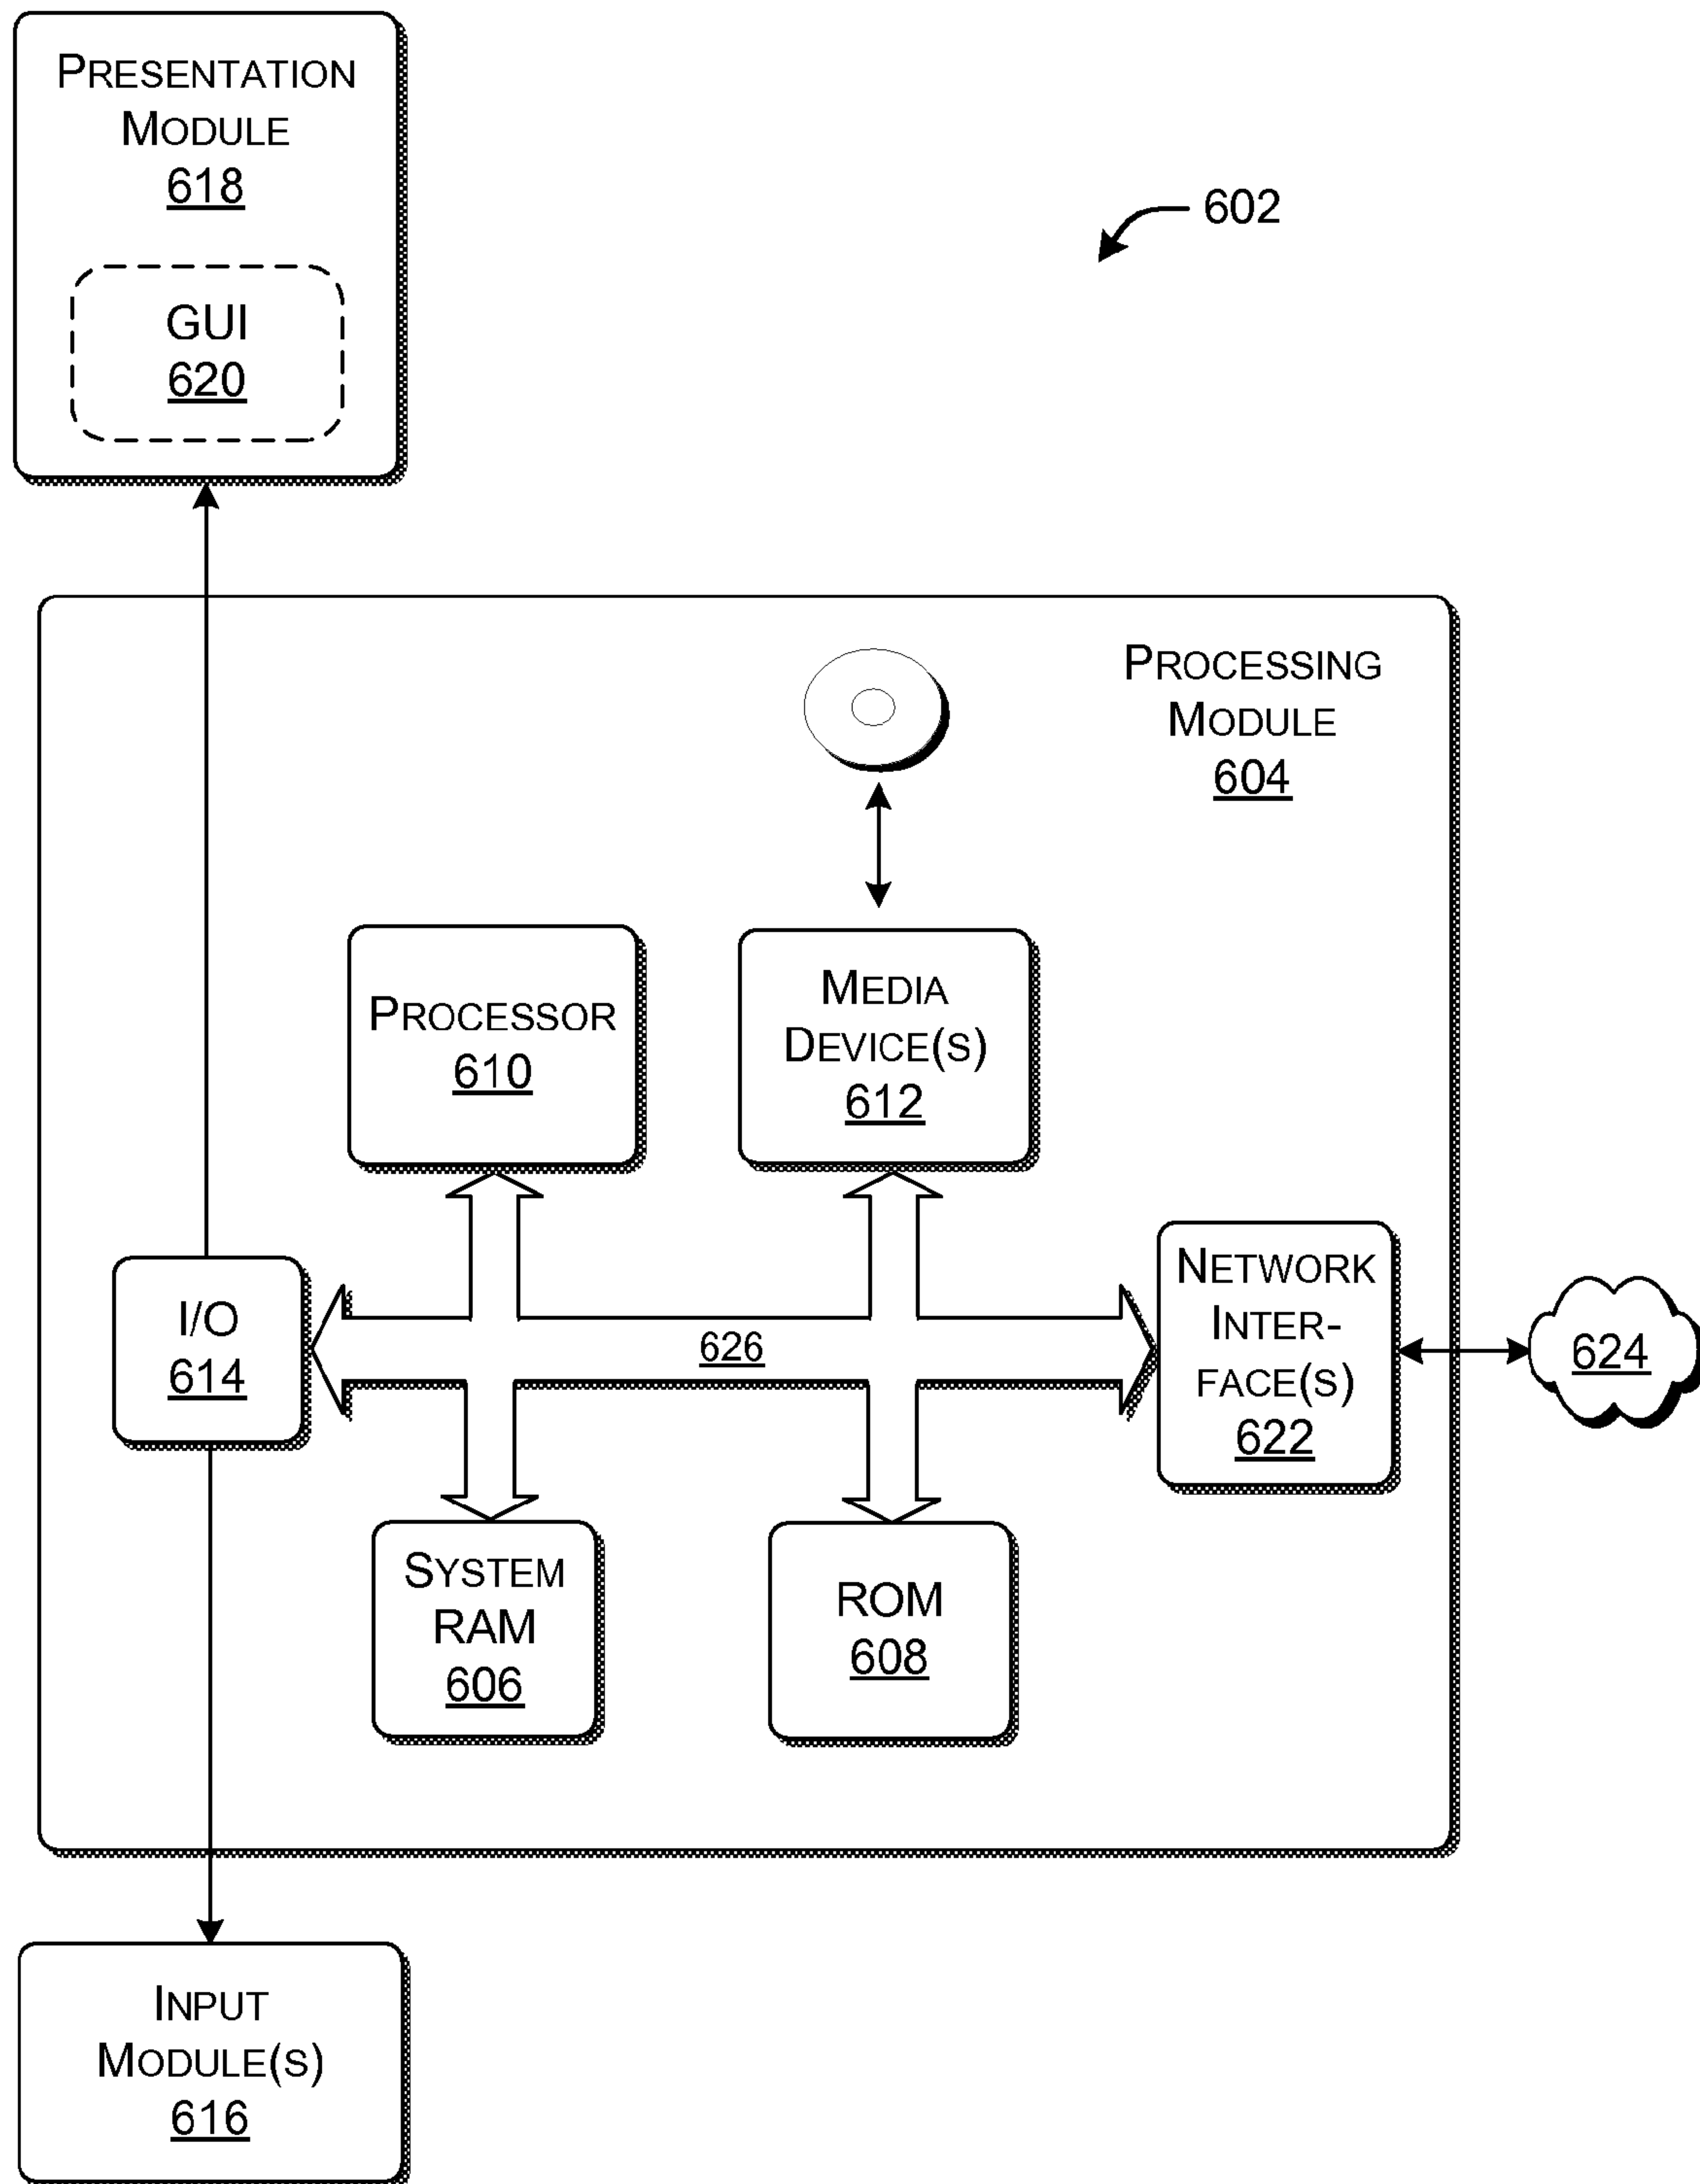 PRESENTATION
MODULE
618
GUI
620
602
PROCESSING
MODULE
604
PROCESSOR
610
MEDIA
DEVICE(S)
612
I/O
614
626
NETWORK
INTER-
FACE(S)
622
624
SYSTEM
RAM
606
ROM
608
INPUT
MODULE(S)
616